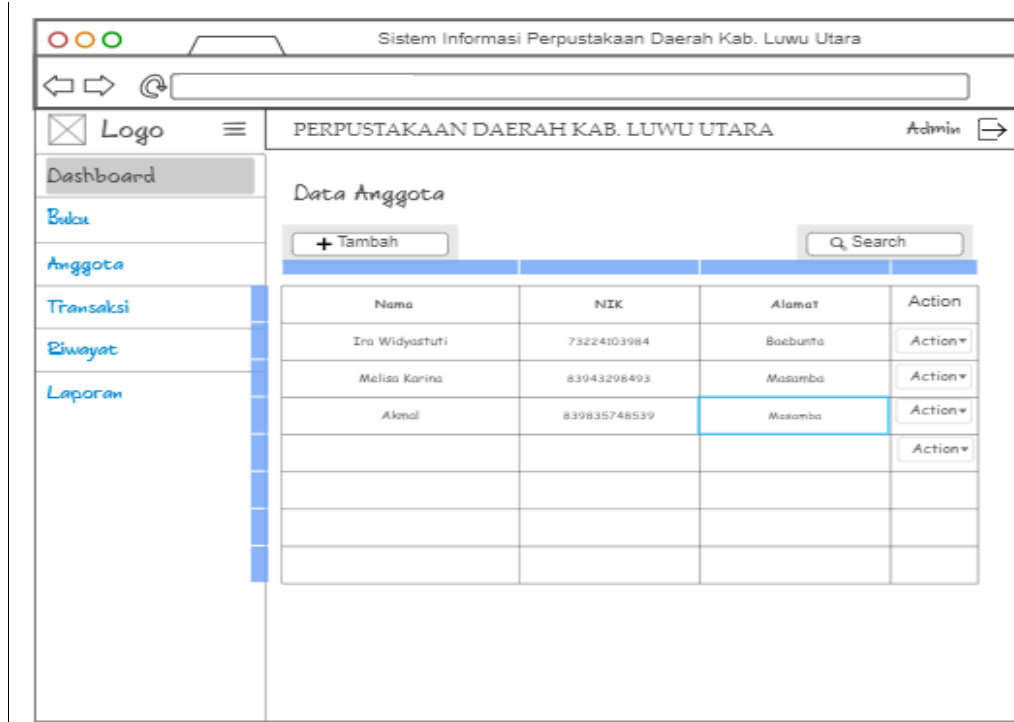 Sistem Informasi Perpustakaan Daerah Kab. Luwu Utara
Logo
PERPUSTAKAAN DAERAH KAB. LUWU UTARA
Admin
Dashboard
Buku
Anggota
Transaksi
Riwayat
Laporan
Data Anggota
Tambah
Search
Nama NIK Alamat Action
Ira Widyastuti 73224103984 Baebunta Action
Melisa Karina 83943298493 Masamba Action
Akmal 839835748539 Masamba Action
Action